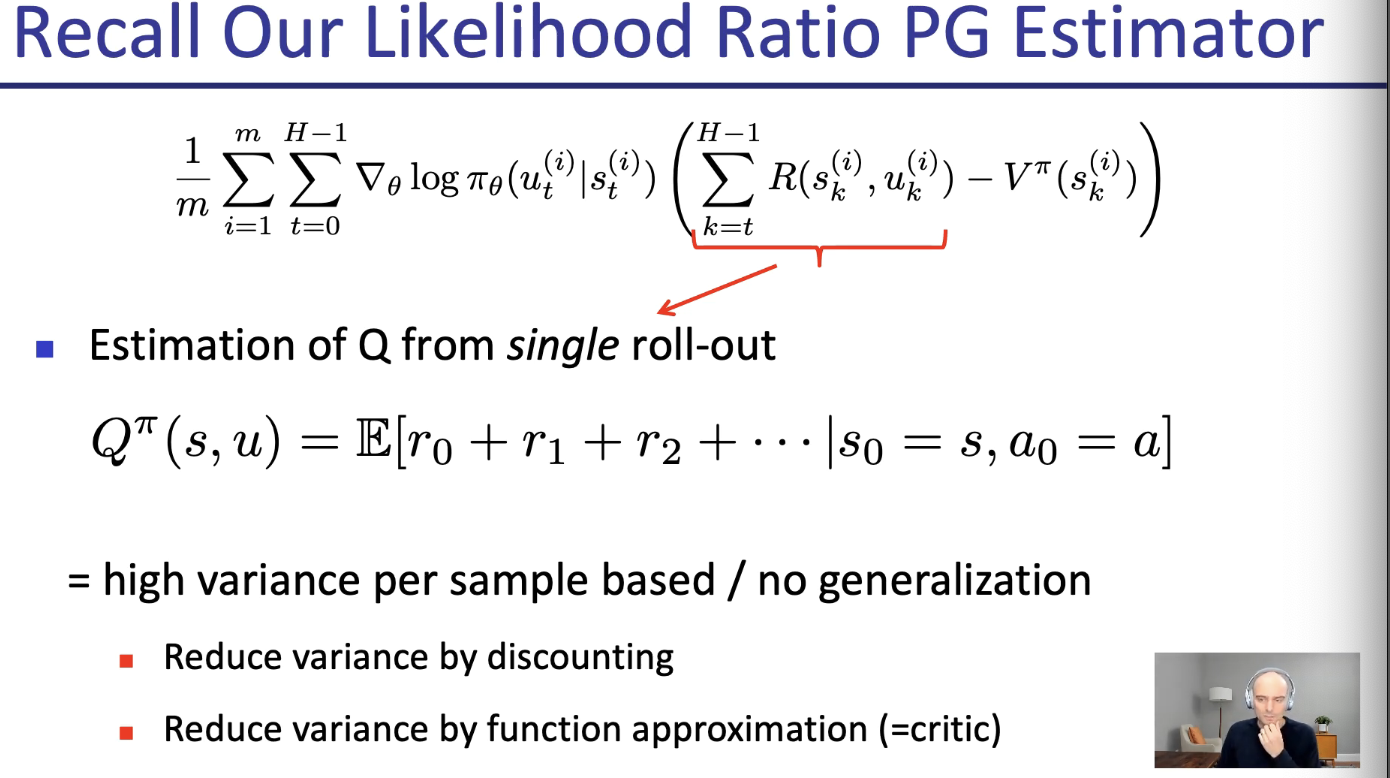 Recall Our Likelihood Ratio PG Estimator
$\frac{1}{m} \sum_{i=1}^{m} \sum_{t=0}^{H-1} \nabla_\theta \log \pi_\theta(u_t^{(i)}|s_t^{(i)}) \left( \sum_{k=t}^{H-1} R(s_k^{(i)}, u_k^{(i)}) - V^\pi(s_k^{(i)}) \right)$
■ Estimation of Q from single roll-out
$Q^\pi(s, u) = \mathbb{E}[r_0 + r_1 + r_2 + \cdots | s_0 = s, a_0 = a]$
= high variance per sample based / no generalization
■ Reduce variance by discounting
■ Reduce variance by function approximation (=critic)